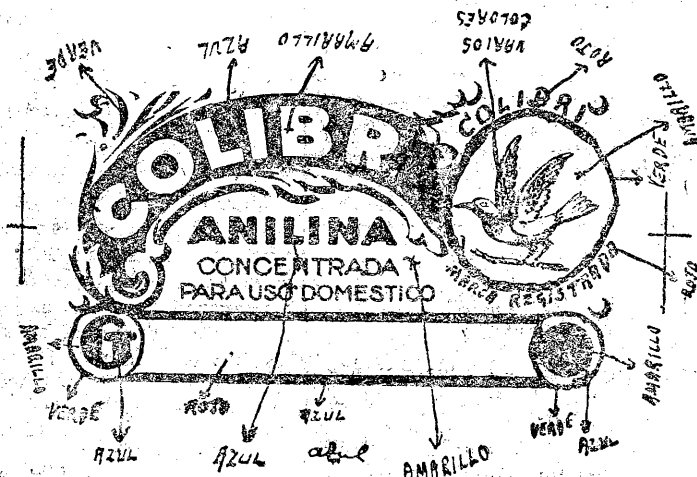 VERDE
AZUL
AMARILLO
VARIOS
COLORES
ROJO
COLIBRI
COLIBRI
AMARILLO
VERDE
ANILINA
CONCENTRADA
PARA USO DOMESTICO
MARCA REGISTRADA
ROJO
AMARILLO
G
AMARILLO
VERDE
ROJO
AZUL
VERDE
AZUL
AZUL
AZUL
azul
AMARILLO